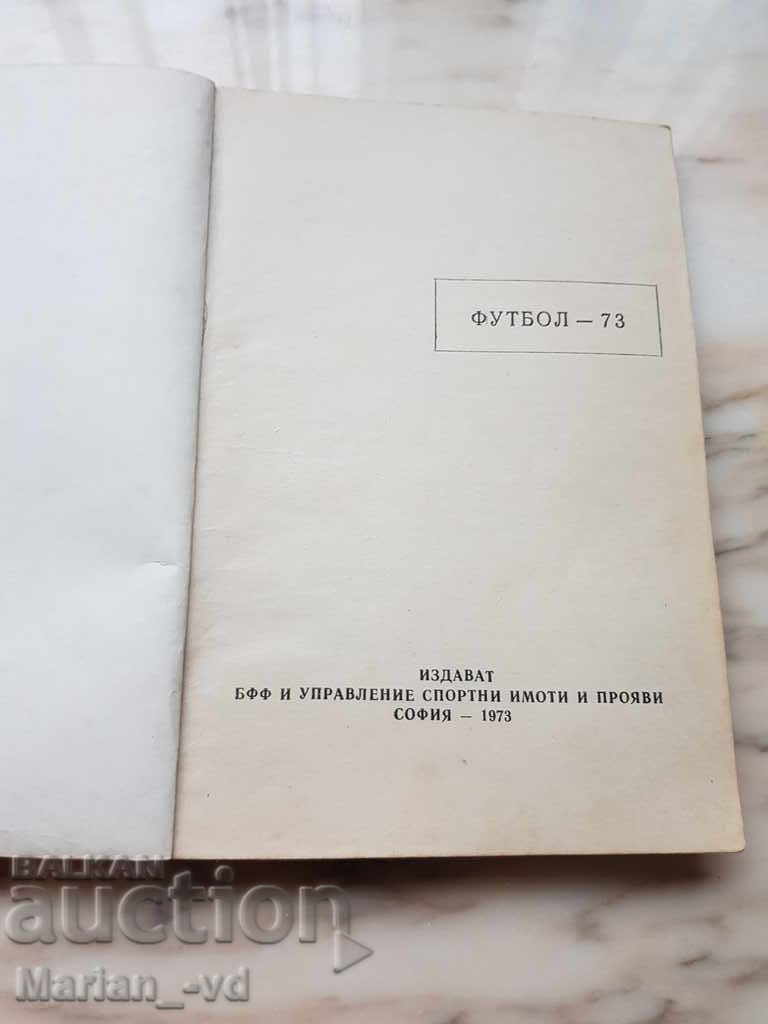 ФУТБОЛ — 73
ИЗДАВАТ
БФФ И УПРАВЛЕНИЕ СПОРТНИ ИМОТИ И ПРОЯВИ
СОФИЯ — 1973
BALKAN
auction
Marian_-vd